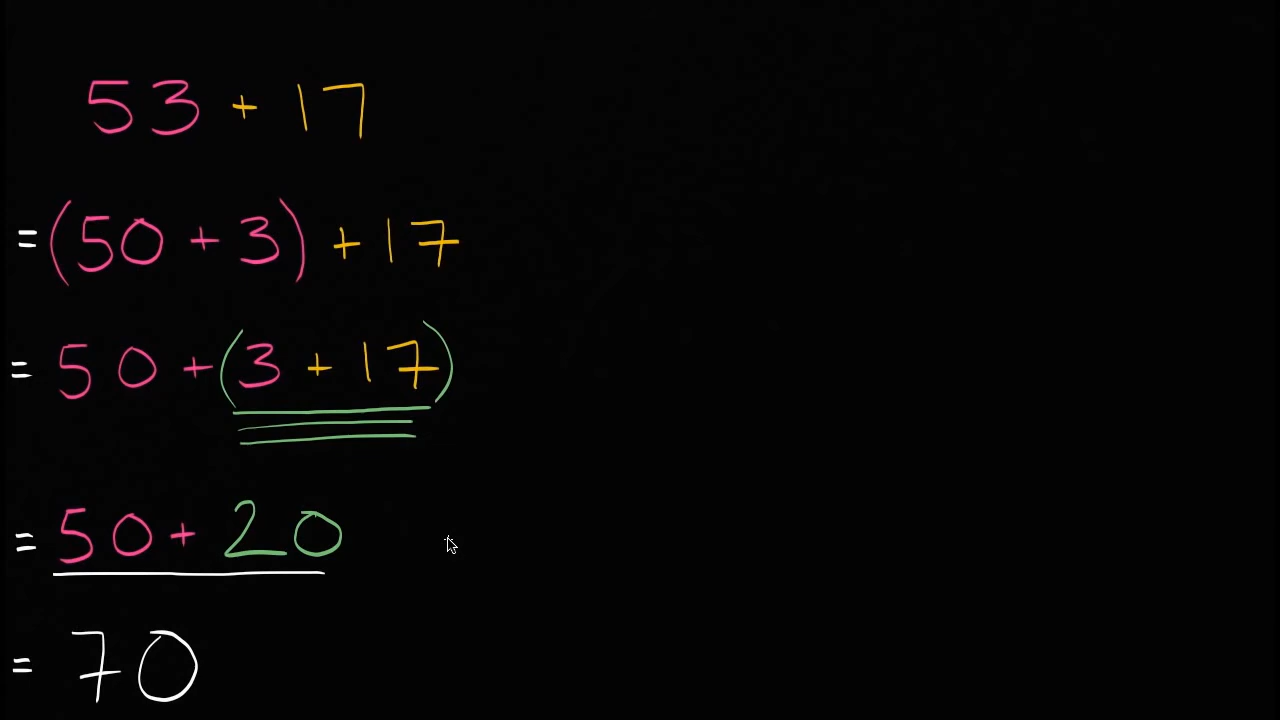 53 + 17
= (50 + 3) + 17
= 50 + (3 + 17)
= 50 + 20
= 70